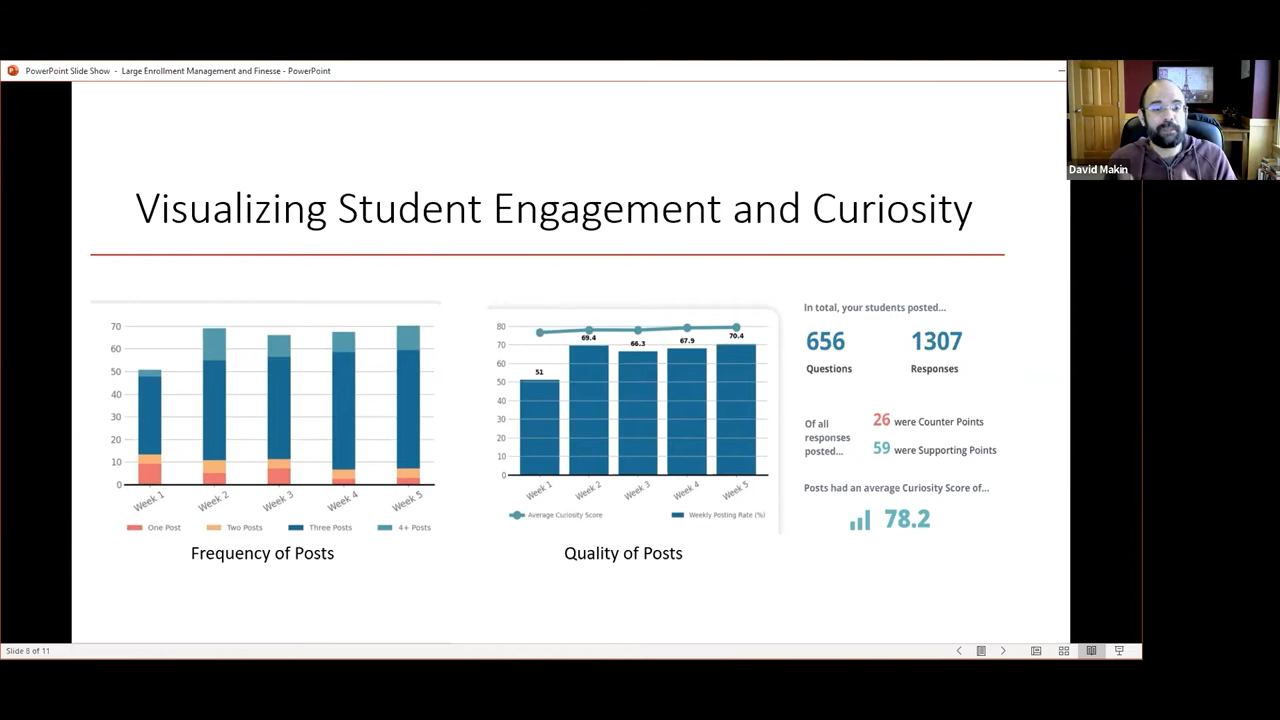 PowerPoint Slide Show - Large Enrollment Management and Finesse - PowerPoint
David Makin
Visualizing Student Engagement and Curiosity
70
60
50
40
30
20
10
0
Week 1
Week 2
Week 3
Week 4
Week 5
One Post
Two Posts
Three Posts
4+ Posts
Frequency of Posts
80
70
60
50
40
30
20
10
0
51
69.4
66.3
67.9
70.4
Week 1
Week 2
Week 3
Week 4
Week 5
Average Curiosity Score
Weekly Posting Rate (%)
Quality of Posts
In total, your students posted...
656 1307
Questions Responses
Of all
responses
posted...
26 were Counter Points
59 were Supporting Points
Posts had an average Curiosity Score of...
78.2
Slide 8 of 11